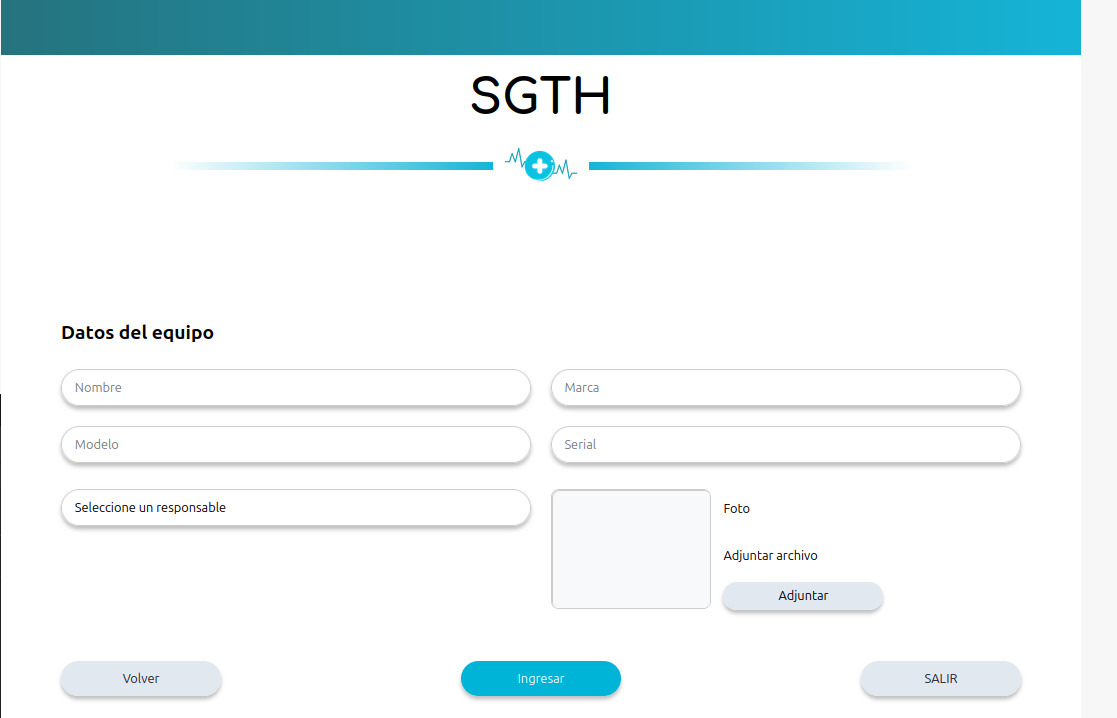 SGTH
Datos del equipo
Nombre
Marca
Modelo
Serial
Seleccione un responsable
Foto
Adjuntar archivo
Adjuntar
Volver
Ingresar
SALIR